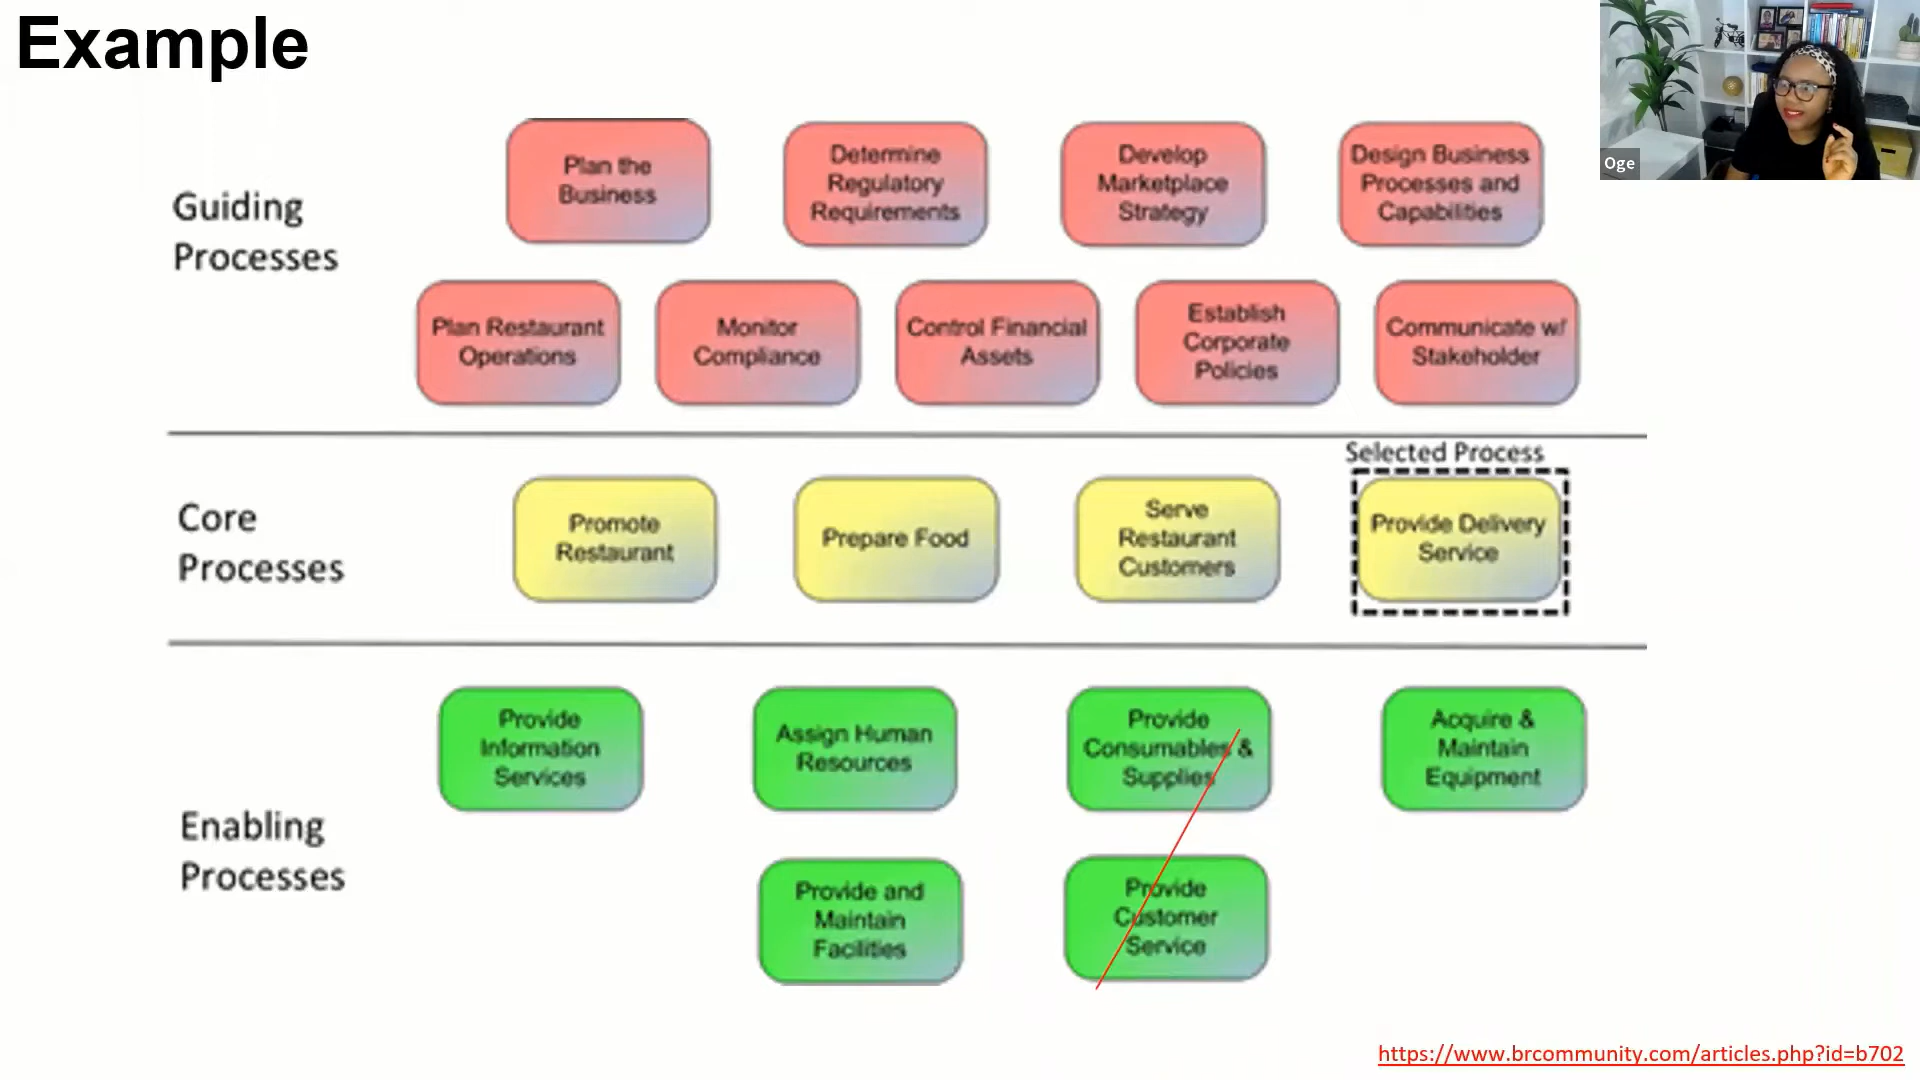 Example
Oge
Guiding
Processes
Plan the
Business
Determine
Regulatory
Requirements
Develop
Marketplace
Strategy
Design Business
Processes and
Capabilities
Plan Restaurant
Operations
Monitor
Compliance
Control Financial
Assets
Establish
Corporate
Policies
Communicate w/
Stakeholder
Core
Processes
Promote
Restaurant
Prepare Food
Serve
Restaurant
Customers
Selected Process
Provide Delivery
Service
Enabling
Processes
Provide
Information
Services
Assign Human
Resources
Provide
Consumables &
Supplies
Acquire &
Maintain
Equipment
Provide and
Maintain
Facilities
Provide
Customer
Service
https://www.brcommunity.com/articles.php?id=b702